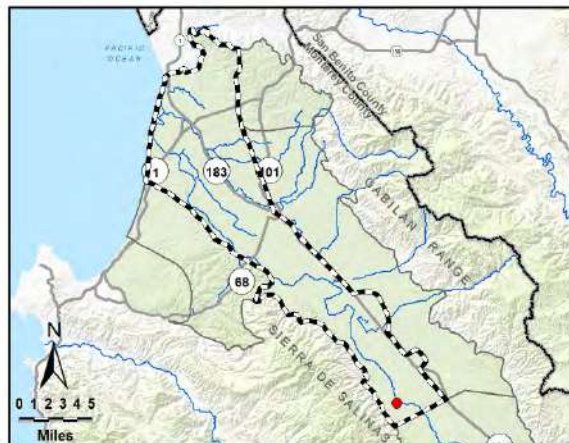 PACIFIC
OCEAN
1
San Benito County
Monterey County
1
183
101
GABILAN RANGE
68
SIERRA DE SALINAS
N
0 1 2 3 4 5
Miles